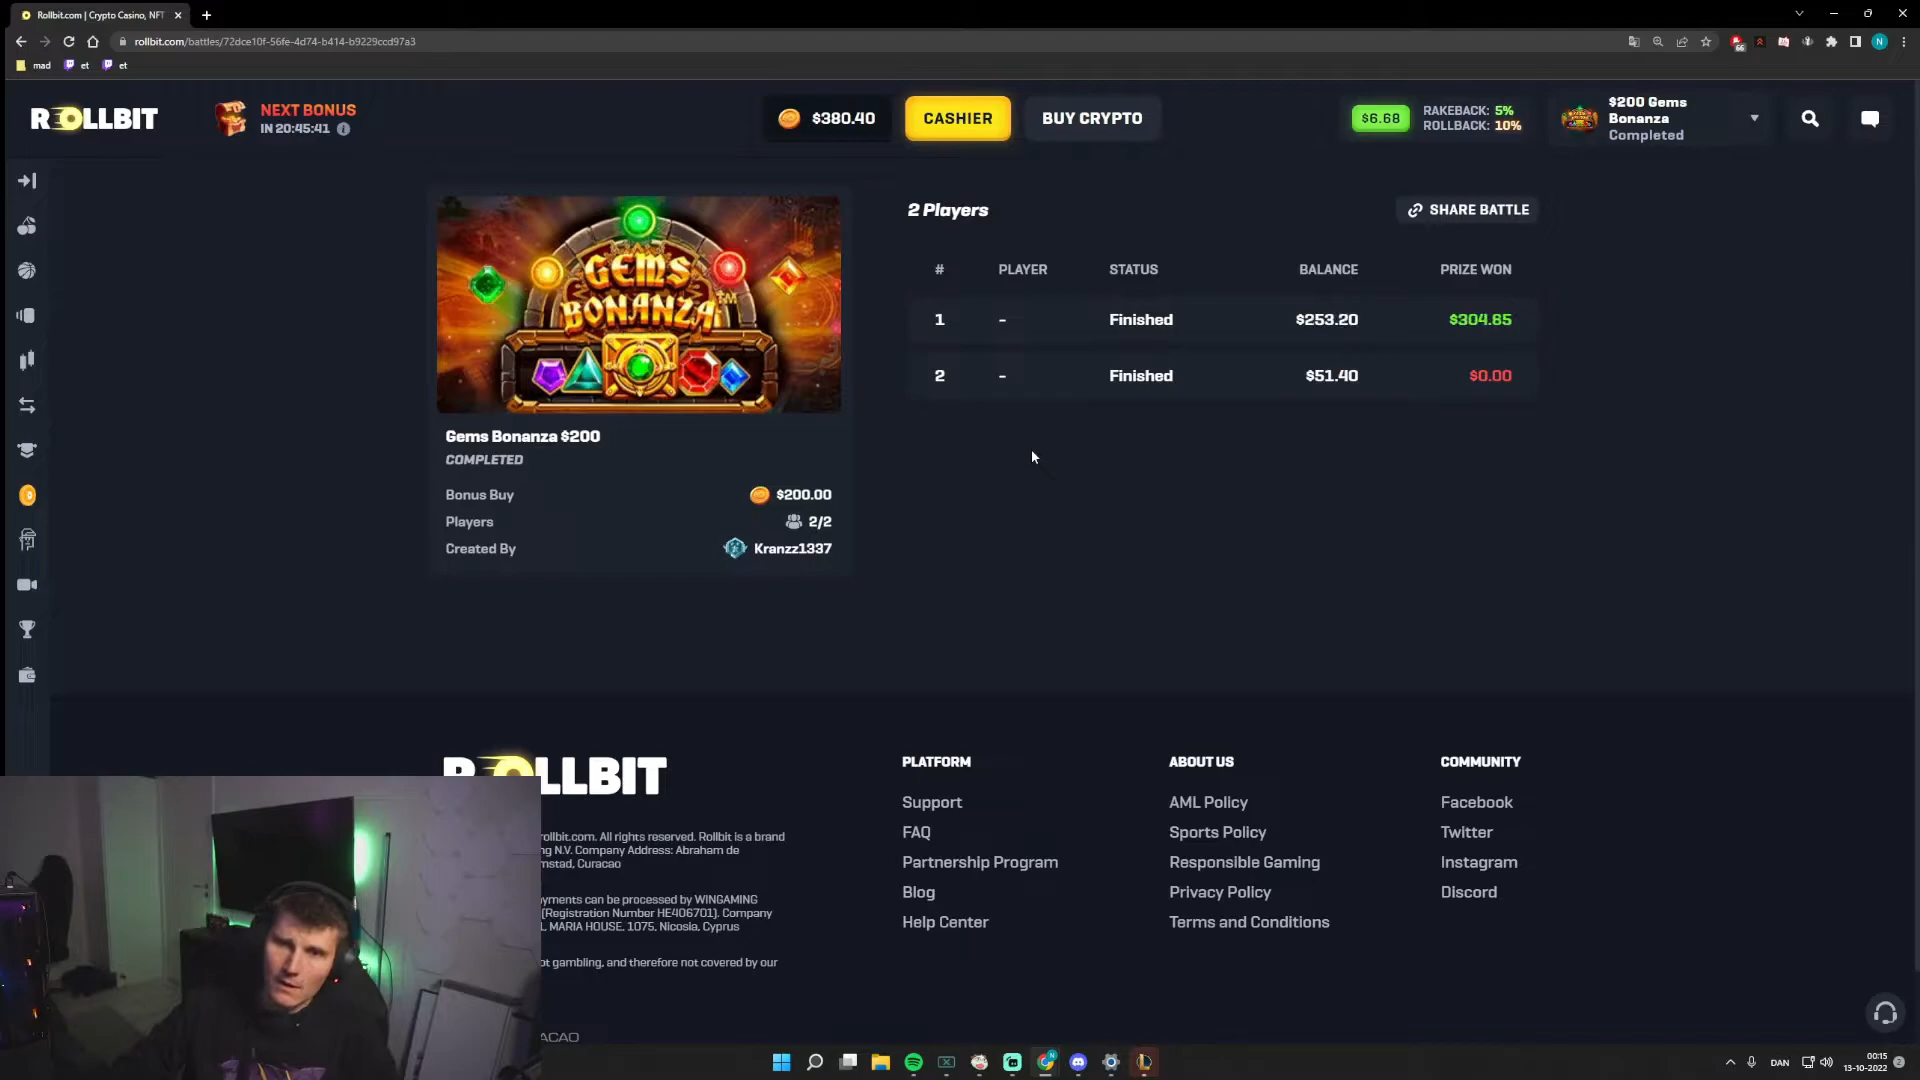 Rollbit.com | Crypto Casino, NFT
rollbit.com/battles/72dce10f-56fe-4d74-b414-b9229ccd97a3
66
N
mad
et
et
ROLLBIT
NEXT BONUS
IN 20:45:41
$380.40
CASHIER
BUY CRYPTO
$6.68
RAKEBACK: 5%
ROLLBACK: 10%
$200 Gems
Bonanza
Completed
GEMS
BONANZA™
2 Players
SHARE BATTLE
# PLAYER STATUS BALANCE PRIZE WON
1 - Finished $253.20 $304.65
2 - Finished $51.40 $0.00
Gems Bonanza $200
COMPLETED
Bonus Buy $200.00
Players 2/2
Created By Kranzz1337
ROLLBIT
rollbit.com. All rights reserved. Rollbit is a brand
ng N.V. Company Address: Abraham de
mstad, Curacao
yments can be processed by WINGAMING
(Registration Number HE406701). Company
MARIA HOUSE, 1075, Nicosia, Cyprus
ot gambling, and therefore not covered by our
ACAO
PLATFORM
Support
FAQ
Partnership Program
Blog
Help Center
ABOUT US
AML Policy
Sports Policy
Responsible Gaming
Privacy Policy
Terms and Conditions
COMMUNITY
Facebook
Twitter
Instagram
Discord
DAN
00:15
13-10-2022
2